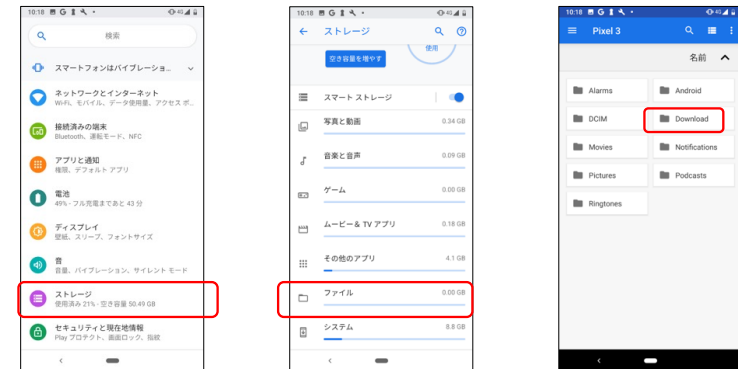 10:18 G 4G
検索
スマートフォンはバイブレーショ...
ネットワークとインターネット
Wi-Fi、モバイル、データ使用量、アクセス ポ...
接続済みの端末
Bluetooth、運転モード、NFC
アプリと通知
権限、デフォルト アプリ
電池
49% - フル充電まであと 43 分
ディスプレイ
壁紙、スリープ、フォントサイズ
音
音量、バイブレーション、サイレント モード
ストレージ
使用済み 21% - 空き容量 50.49 GB
セキュリティと現在地情報
Play プロテクト、画面ロック、指紋
10:18 G 4G
ストレージ
使用
空き容量を増やす
スマート ストレージ
写真と動画 0.34 GB
音楽と音声 0.09 GB
ゲーム 0.00 GB
ムービー& TV アプリ 0.18 GB
その他のアプリ 4.1 GB
ファイル 0.00 GB
システム 8.8 GB
10:18 G 4G
Pixel 3
名前
Alarms Android
DCIM Download
Movies Notifications
Pictures Podcasts
Ringtones